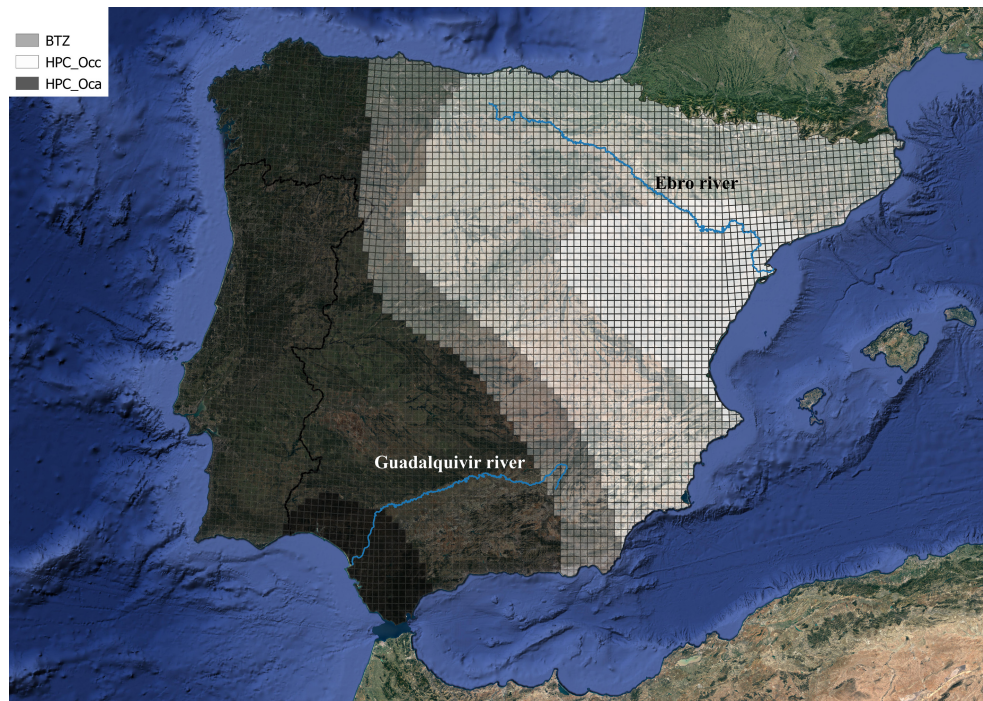 BTZ
HPC_Occ
HPC_Oca
Ebro river
Guadalquivir river